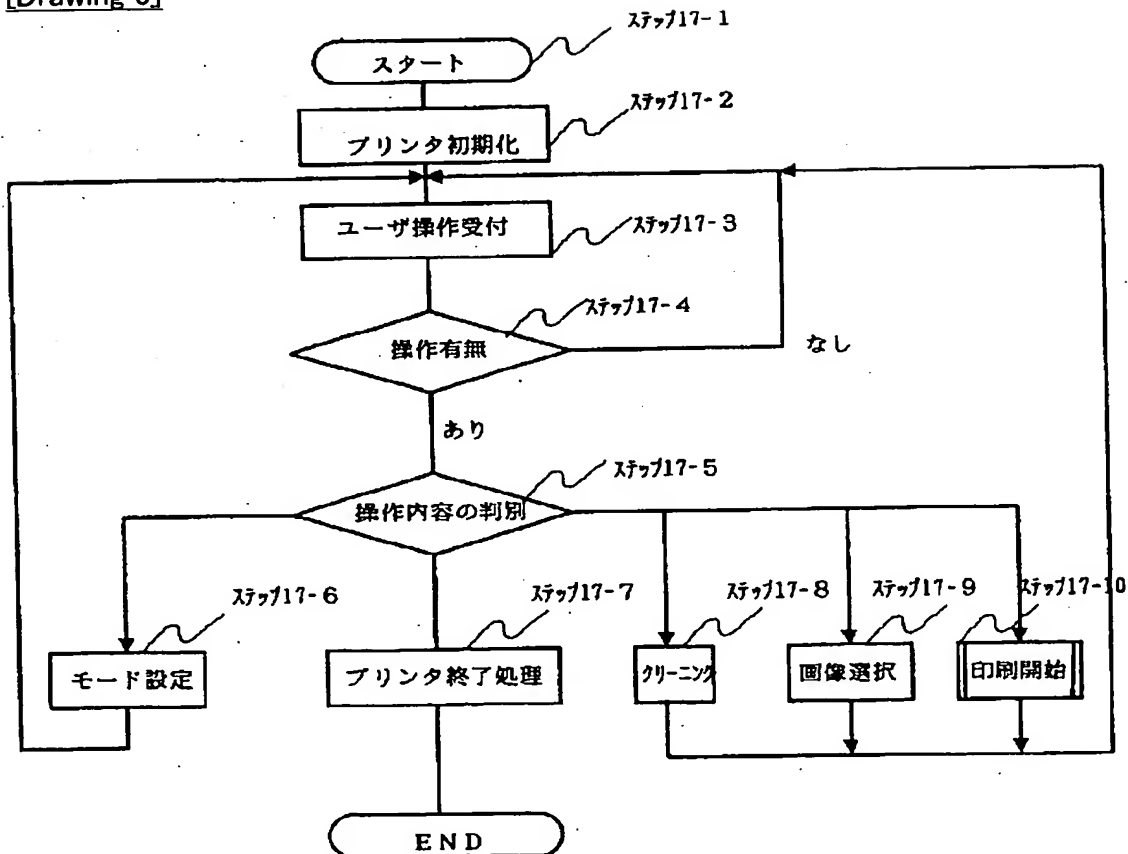 ステップ17-1
スタート
ステップ17-2
プリンタ初期化
ユーザ操作受付
ステップ17-3
ステップ17-4
操作有無
なし
あり
ステップ17-5
操作内容の判別
ステップ17-6
ステップ17-7
ステップ17-8
ステップ17-9
ステップ17-10
モード設定
プリンタ終了処理
クリーニング
画像選択
印刷開始
END